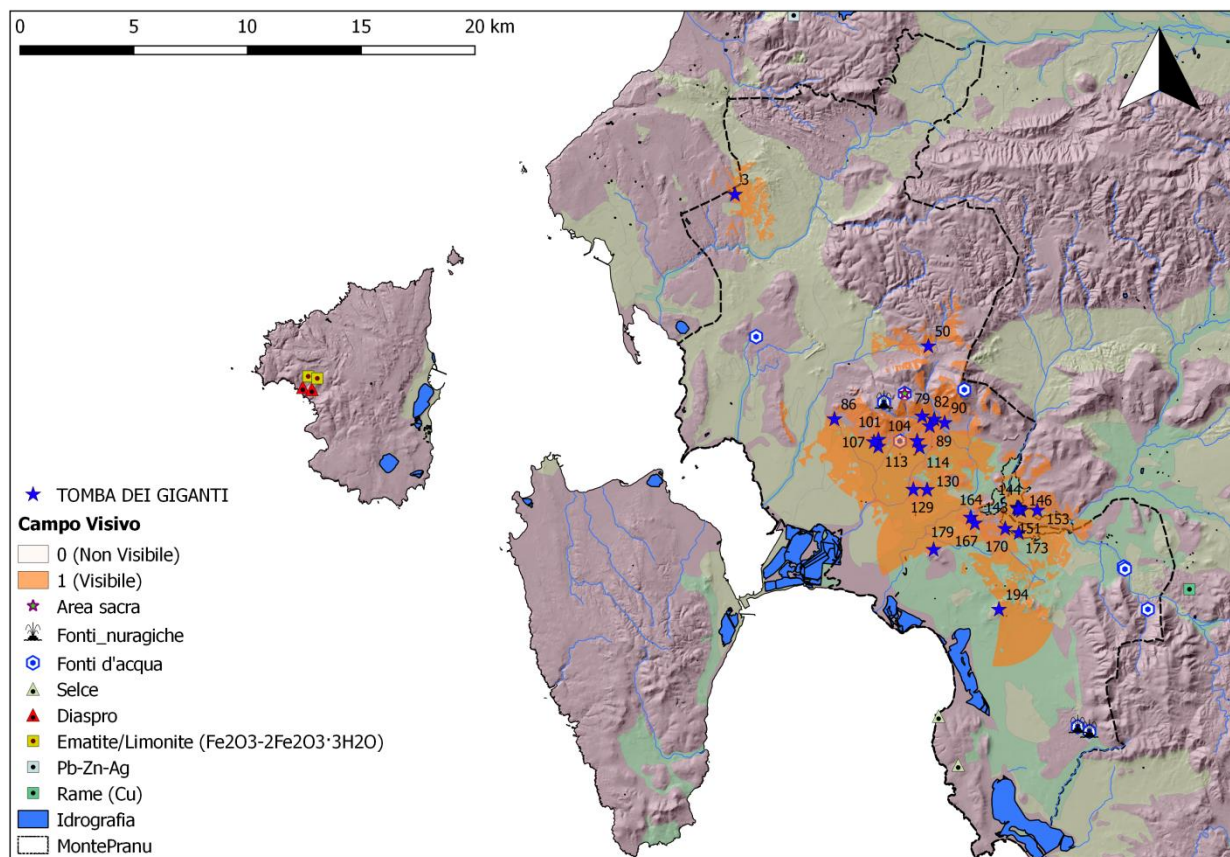 0 5 10 15 20 km
3
50
86
79
82
90
101
104
107
89
113
114
130
129
164
144
146
143
153
179
151
167
170
173
194
TOMBA DEI GIGANTI
Campo Visivo
0 (Non Visibile)
1 (Visibile)
Area sacra
Fonti_nuragiche
Fonti d'acqua
Selce
Diaspro
Ematite/Limonite (Fe2O3-2Fe2O3·3H2O)
Pb-Zn-Ag
Rame (Cu)
Idrografia
MontePranu